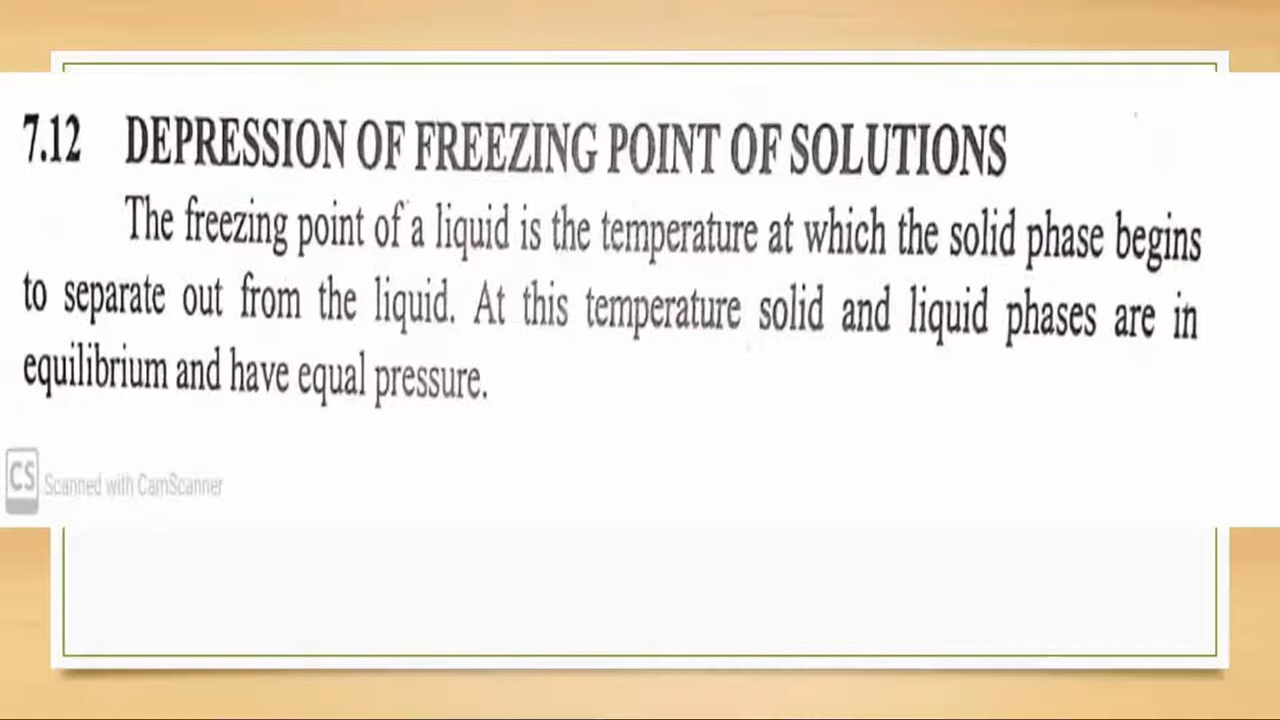 7.12 DEPRESSION OF FREEZING POINT OF SOLUTIONS
The freezing point of a liquid is the temperature at which the solid phase begins
to separate out from the liquid. At this temperature solid and liquid phases are in
equilibrium and have equal pressure.
CS Scanned with CamScanner